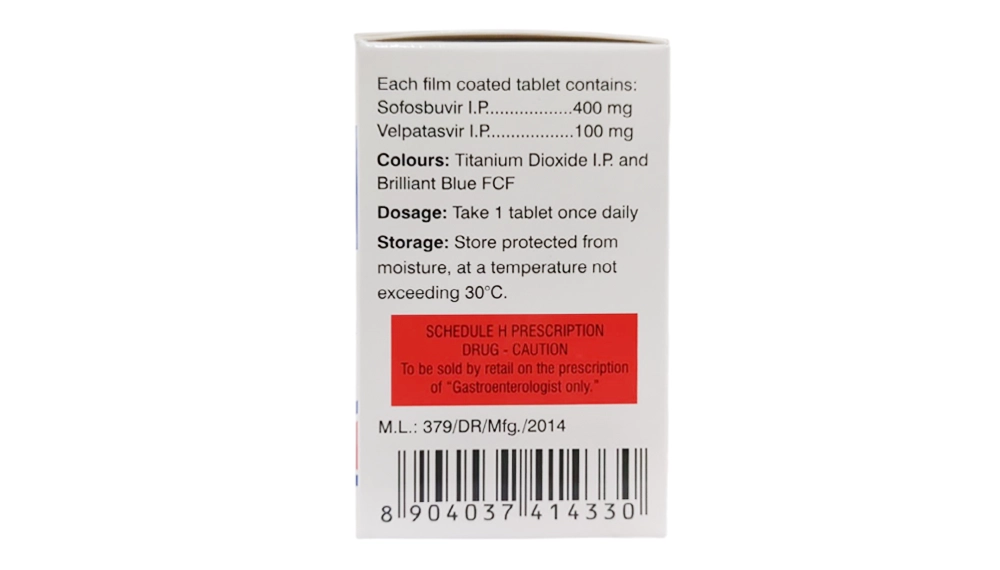 Each film coated tablet contains:
Sofosbuvir I.P..................400 mg
Velpatasvir I.P..................100 mg
Colours: Titanium Dioxide I.P. and
Brilliant Blue FCF
Dosage: Take 1 tablet once daily
Storage: Store protected from
moisture, at a temperature not
exceeding 30°C.
SCHEDULE H PRESCRIPTION
DRUG - CAUTION
To be sold by retail on the prescription
of "Gastroenterologist only."
M.L.: 379/DR/Mfg./2014
8 904037 414330